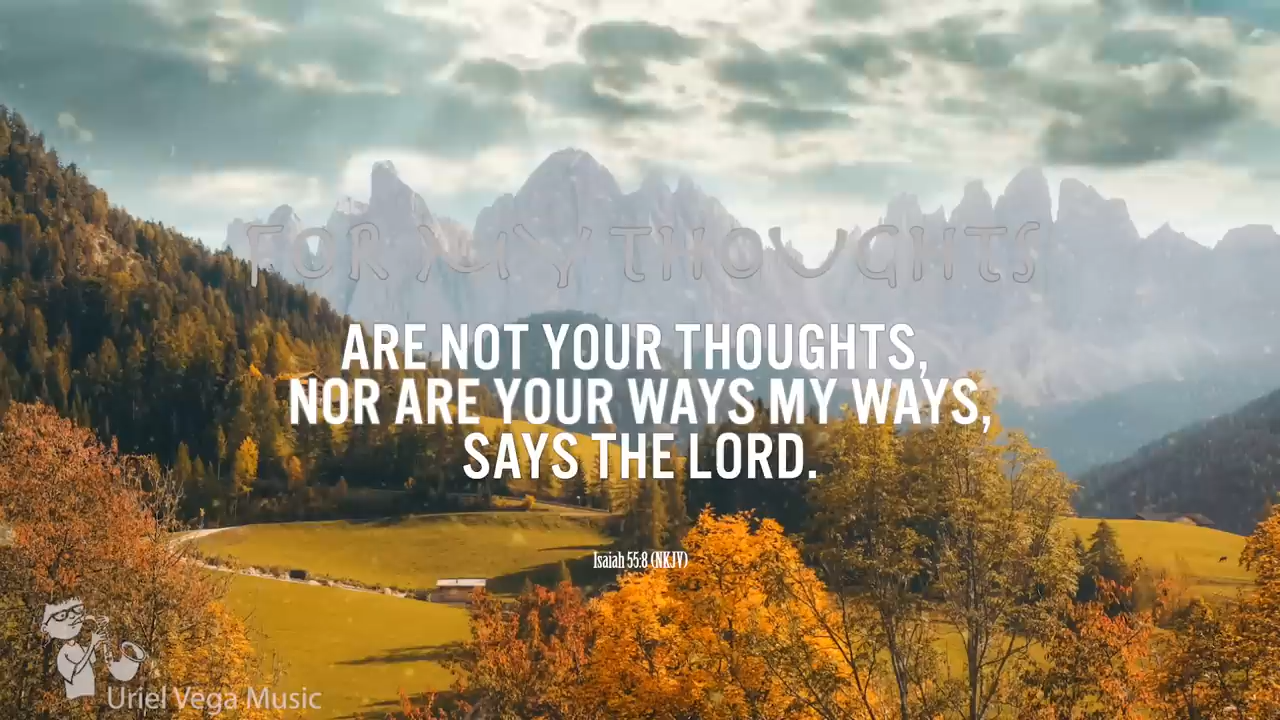 FOR MY THOUGHTS
ARE NOT YOUR THOUGHTS,
NOR ARE YOUR WAYS MY WAYS,
SAYS THE LORD.
Isaiah 55:8 (NKJV)
Uriel Vega Music